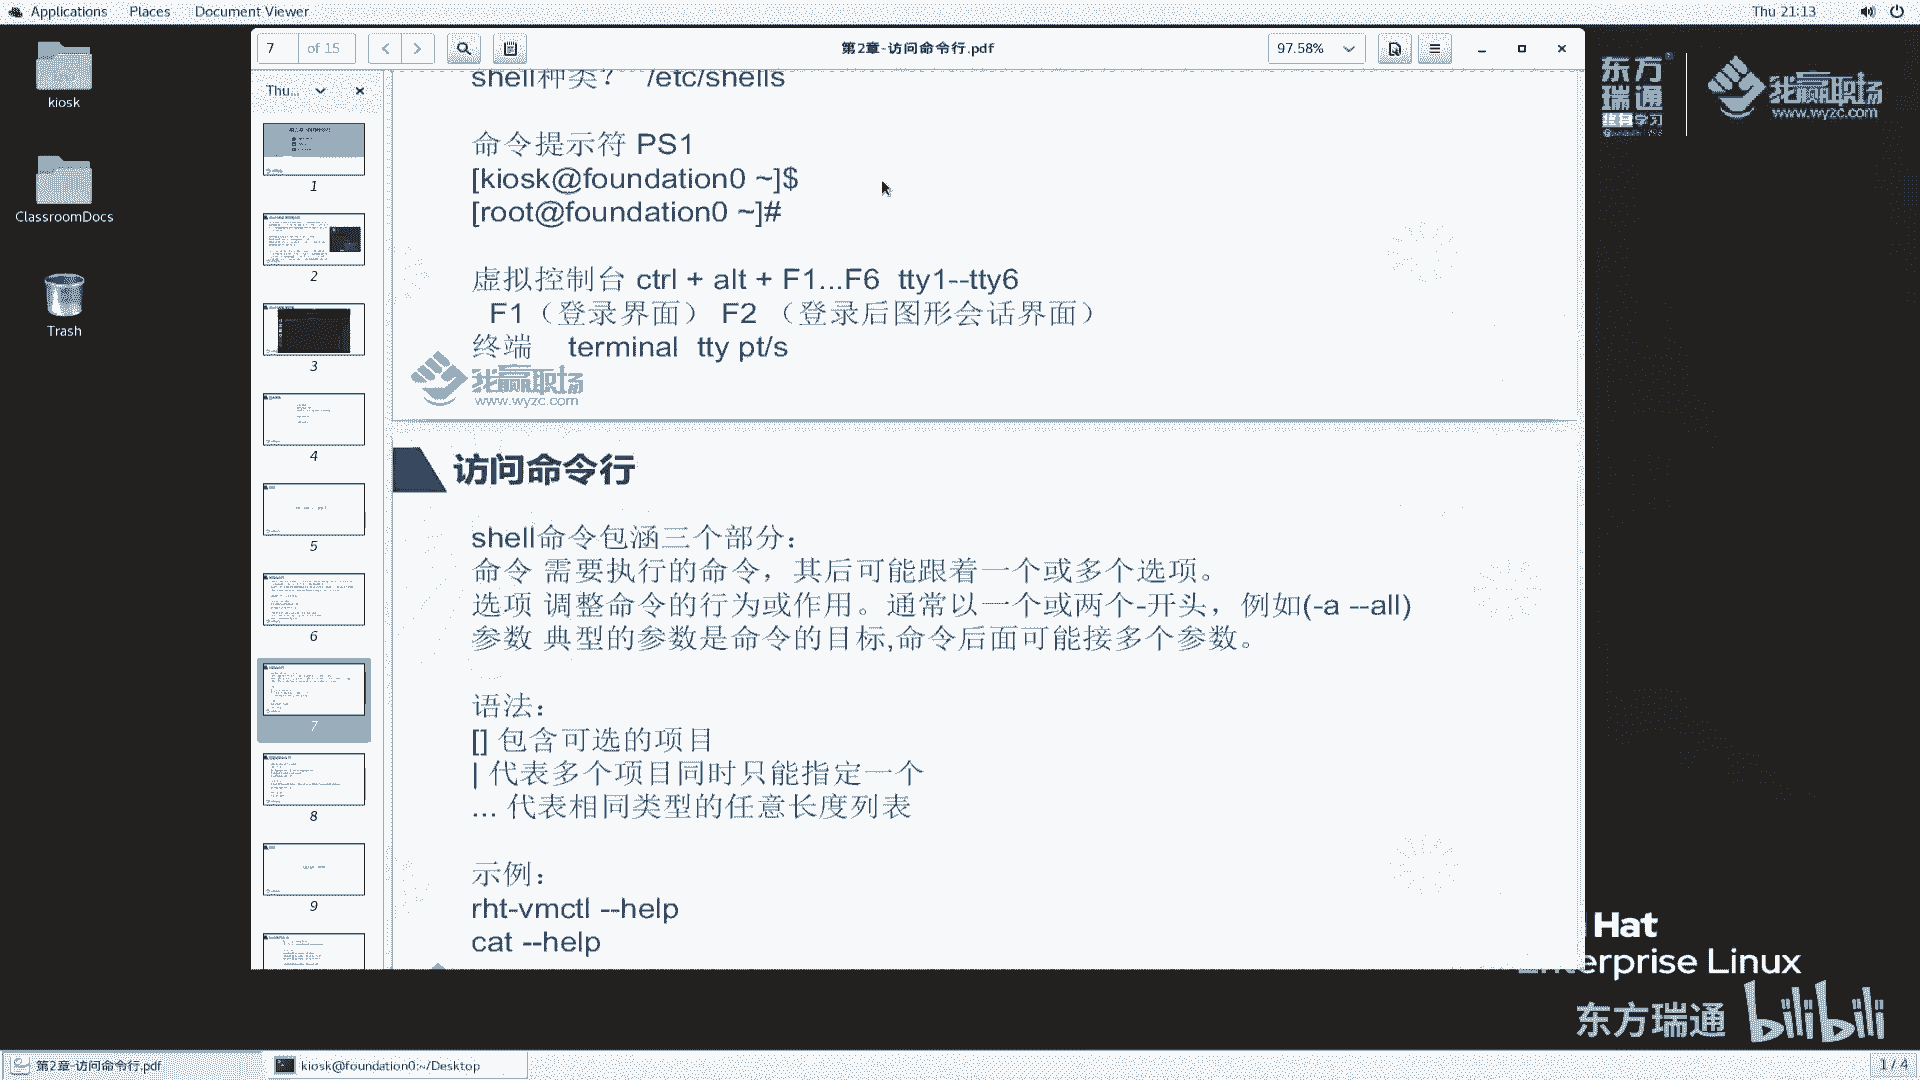 Applications Places Document Viewer Thu 21:13
7 of 15 第2章-访问命令行.pdf 97.58%
Thu...
kiosk
ClassroomDocs
Trash
1
2
3
4
5
6
7
8
9
shell种类? /etc/shells
命令提示符 PS1
[kiosk@foundation0 ~]$
[root@foundation0 ~]#
虚拟控制台 ctrl + alt + F1...F6 tty1--tty6
F1（登录界面） F2 （登录后图形会话界面）
终端 terminal tty pt/s
我赢职场
www.wyzc.com
访问命令行
shell命令包涵三个部分：
命令 需要执行的命令，其后可能跟着一个或多个选项。
选项 调整命令的行为或作用。通常以一个或两个-开头，例如(-a --all)
参数 典型的参数是命令的目标,命令后面可能接多个参数。
语法：
[] 包含可选的项目
| 代表多个项目同时只能指定一个
... 代表相同类型的任意长度列表
示例：
rht-vmctl --help
cat --help
东方瑞通
终身学习
我赢职场
www.wyzc.com
Hat
Enterprise Linux
东方瑞通 bilibili
第2章-访问命令行.pdf kiosk@foundation0:~/Desktop 1 / 4